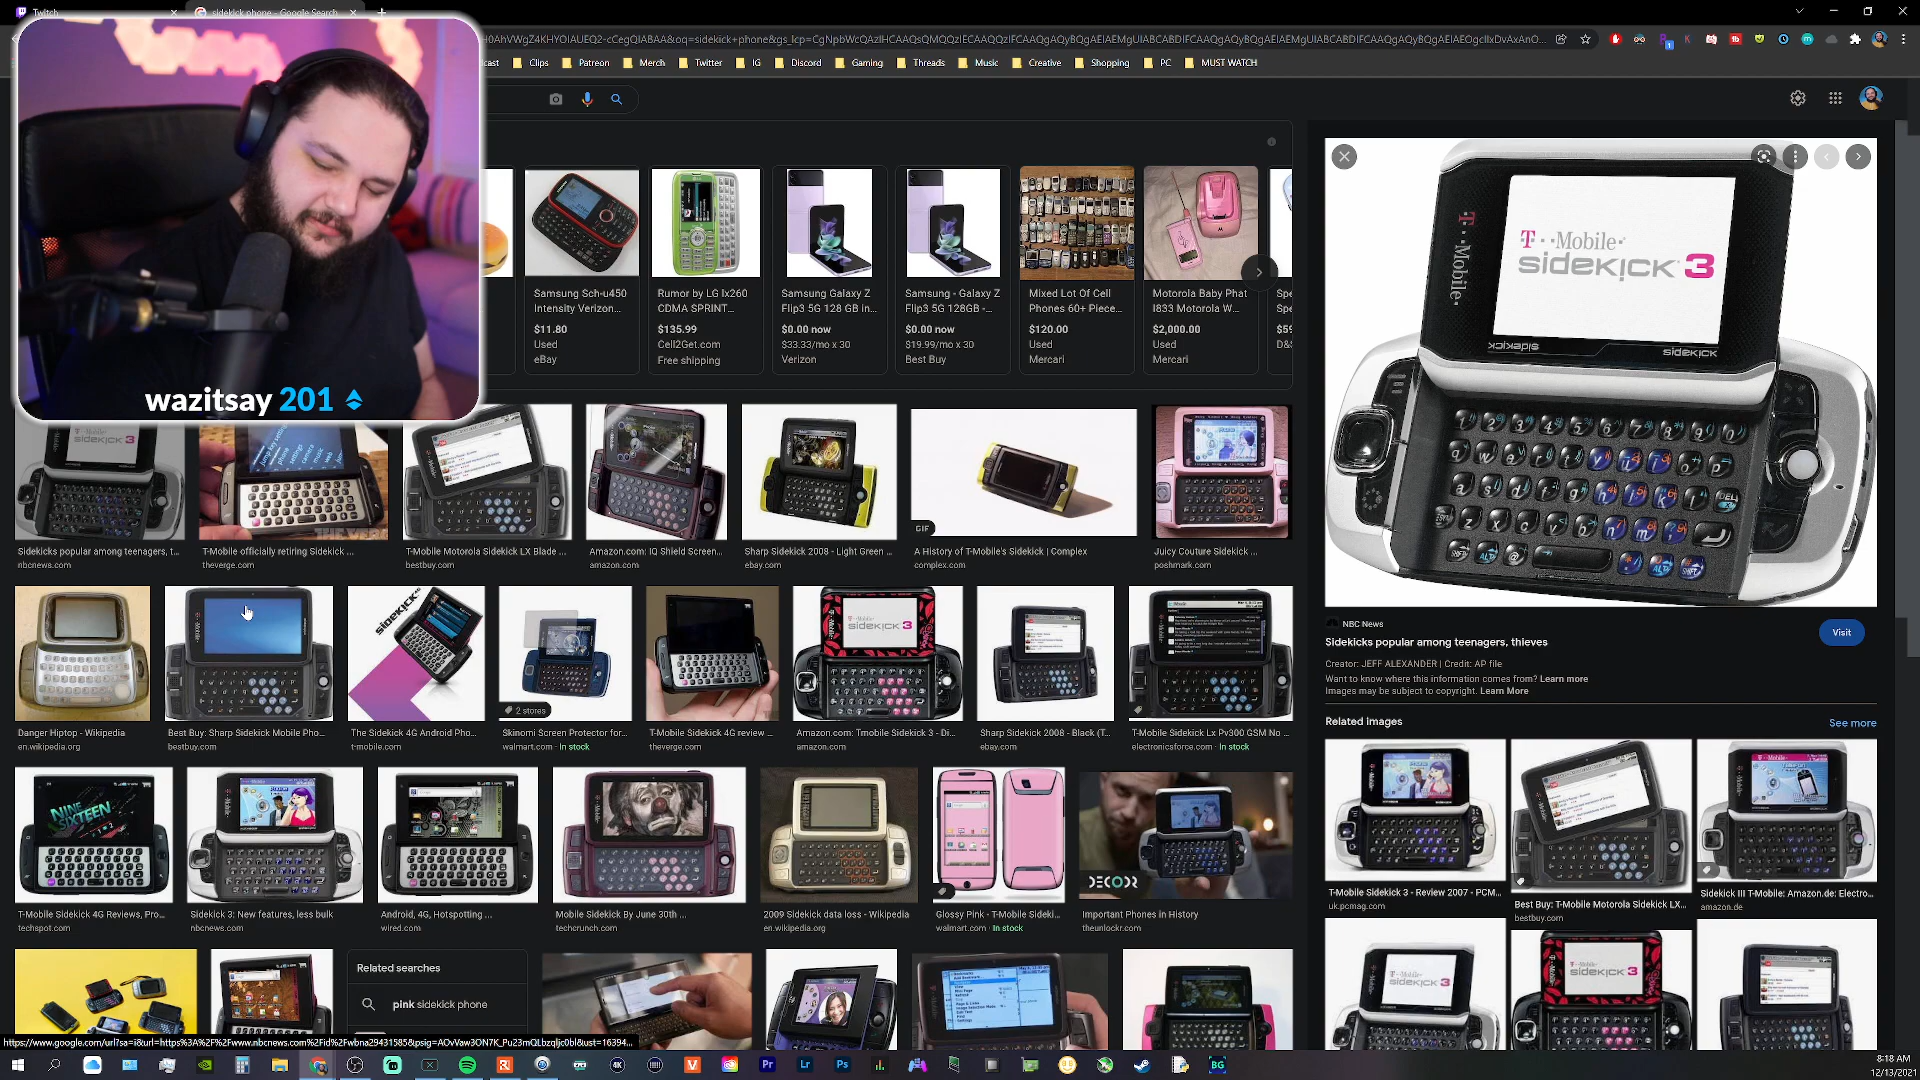 Twitch
sidekick phone - Google Search
Clips
Patreon
Merch
Twitter
IG
Discord
Gaming
Threads
Music
Creative
Shopping
PC
MUST WATCH
wazitsay 201
Samsung Sch-u450
Intensity Verizon...
$11.80
Used
eBay
Rumor by LG lx260
CDMA SPRINT...
$135.99
Cell2Get.com
Free shipping
Samsung Galaxy Z
Flip3 5G 128 GB in...
$0.00 now
$33.33/mo x 30
Verizon
Samsung - Galaxy Z
Flip3 5G 128GB -...
$0.00 now
$19.99/mo x 30
Best Buy
Mixed Lot Of Cell
Phones 60+ Piece...
$120.00
Used
Mercari
Motorola Baby Phat
I833 Motorola W...
$2,000.00
Used
Mercari
Sidekicks popular among teenagers, t...
nbcnews.com
T-Mobile officially retiring Sidekick ...
theverge.com
T-Mobile Motorola Sidekick LX Blade ...
bestbuy.com
Amazon.com: IQ Shield Screen...
amazon.com
Sharp Sidekick 2008 - Light Green ...
ebay.com
GIF
A History of T-Mobile's Sidekick | Complex
complex.com
Juicy Couture Sidekick ...
poshmark.com
Danger Hiptop - Wikipedia
en.wikipedia.org
Best Buy: Sharp Sidekick Mobile Pho...
bestbuy.com
The Sidekick 4G Android Pho...
t-mobile.com
2 stores
Skinomi Screen Protector for...
walmart.com - In stock
T-Mobile Sidekick 4G review ...
theverge.com
Amazon.com: Tmobile Sidekick 3 - Di...
amazon.com
Sharp Sidekick 2008 - Black (T...
ebay.com
T-Mobile Sidekick Lx Pv300 GSM No ...
electronicsforce.com - In stock
NINE
SIXTEEN
T-Mobile Sidekick 4G Reviews, Pro...
techspot.com
Sidekick 3: New features, less bulk
nbcnews.com
Android, 4G, Hotspotting ...
wired.com
Mobile Sidekick By June 30th ...
techcrunch.com
2009 Sidekick data loss - Wikipedia
en.wikipedia.org
Glossy Pink - T-Mobile Sideki...
walmart.com - In stock
DECODR
Important Phones in History
theunlockr.com
Related searches
pink sidekick phone
T··Mobile·
T··Mobile·
sidekick 3
sidekick
sidekick
NBC News
Sidekicks popular among teenagers, thieves
Visit
Creator: JEFF ALEXANDER | Credit: AP file
Want to know where this information comes from? Learn more
Images may be subject to copyright. Learn More
Related images
See more
T-Mobile Sidekick 3 - Review 2007 - PCM...
uk.pcmag.com
Best Buy: T-Mobile Motorola Sidekick LX...
bestbuy.com
Sidekick III T-Mobile: Amazon.de: Electro...
amazon.de
8:18 AM
12/13/2021